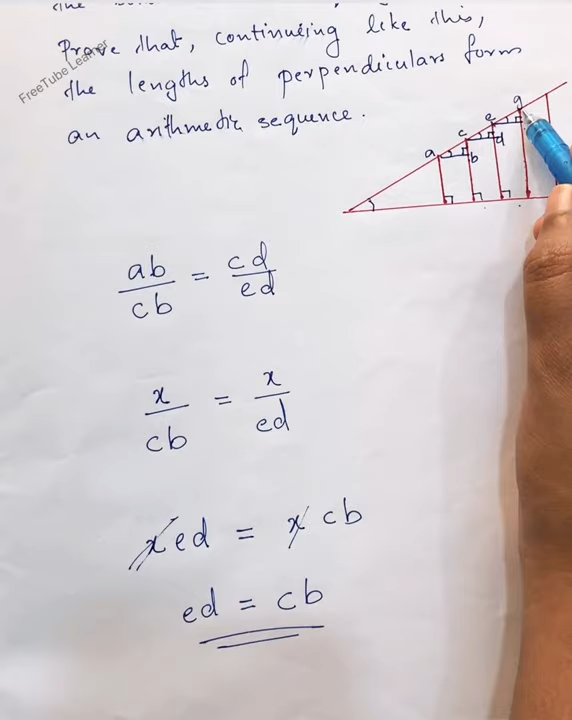 the
Prove that, continuing like this,
the lengths of perpendiculars form
an arithmetic sequence.
FreeTube Learner
a b c d e g
ab/cb = cd/ed
x/cb = x/ed
x ed = x cb
ed = cb